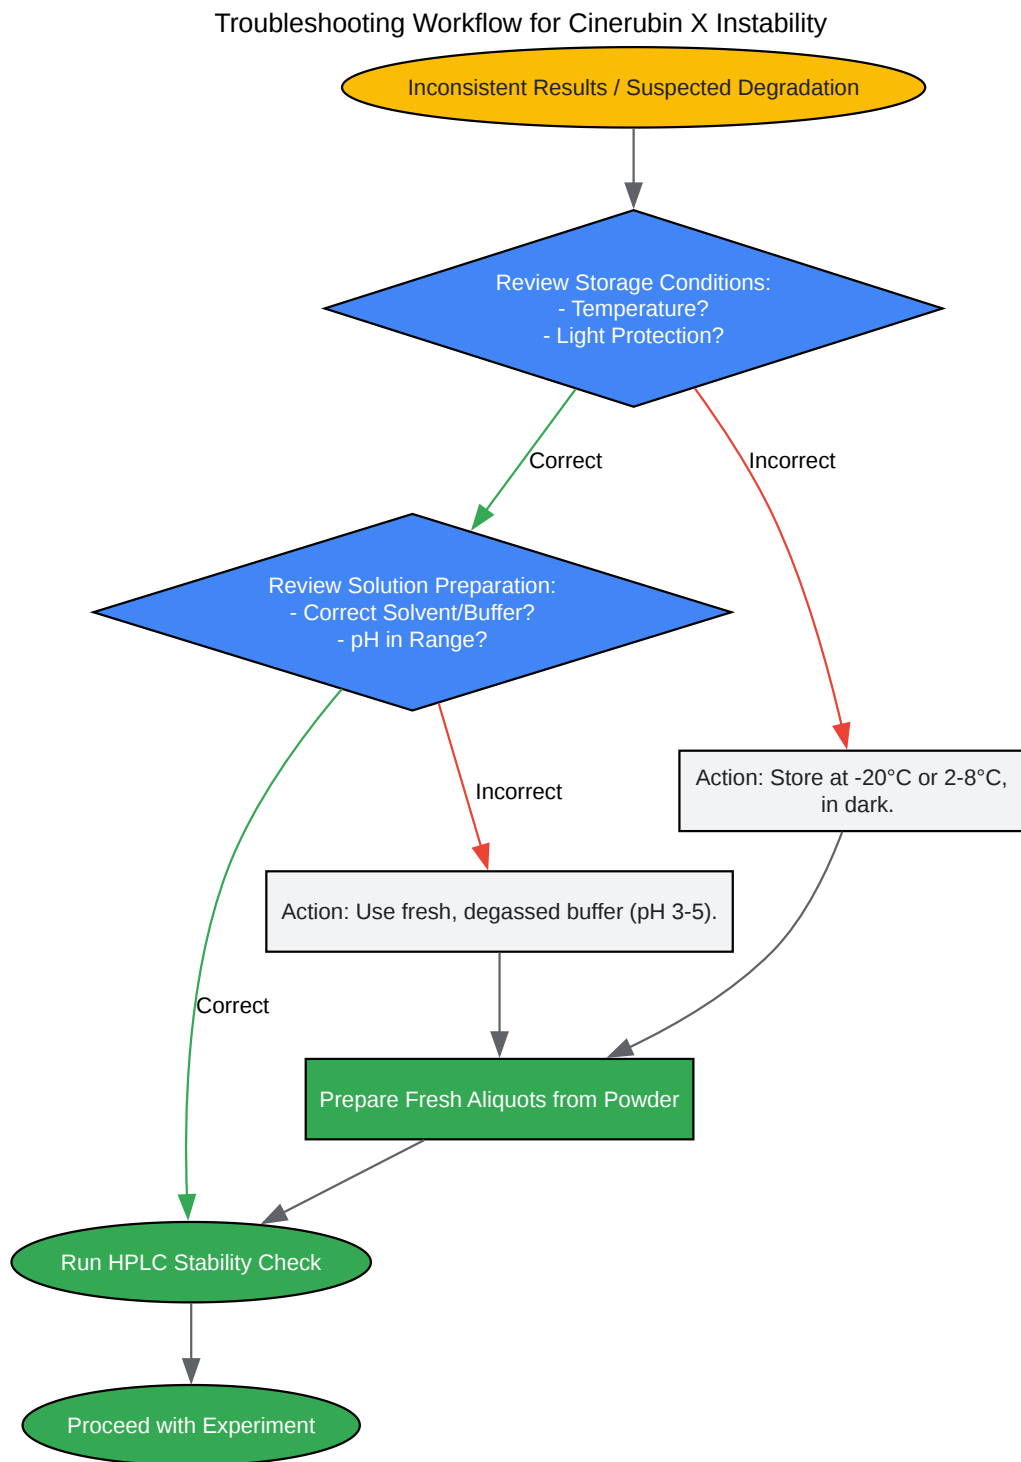 Troubleshooting Workflow for Cinerubin X Instability
Inconsistent Results / Suspected Degradation
Review Storage Conditions:
- Temperature?
- Light Protection?
Correct
Incorrect
Review Solution Preparation:
- Correct Solvent/Buffer?
- pH in Range?
Incorrect
Action: Store at -20°C or 2-8°C,
in dark.
Action: Use fresh, degassed buffer (pH 3-5).
Correct
Prepare Fresh Aliquots from Powder
Run HPLC Stability Check
Proceed with Experiment